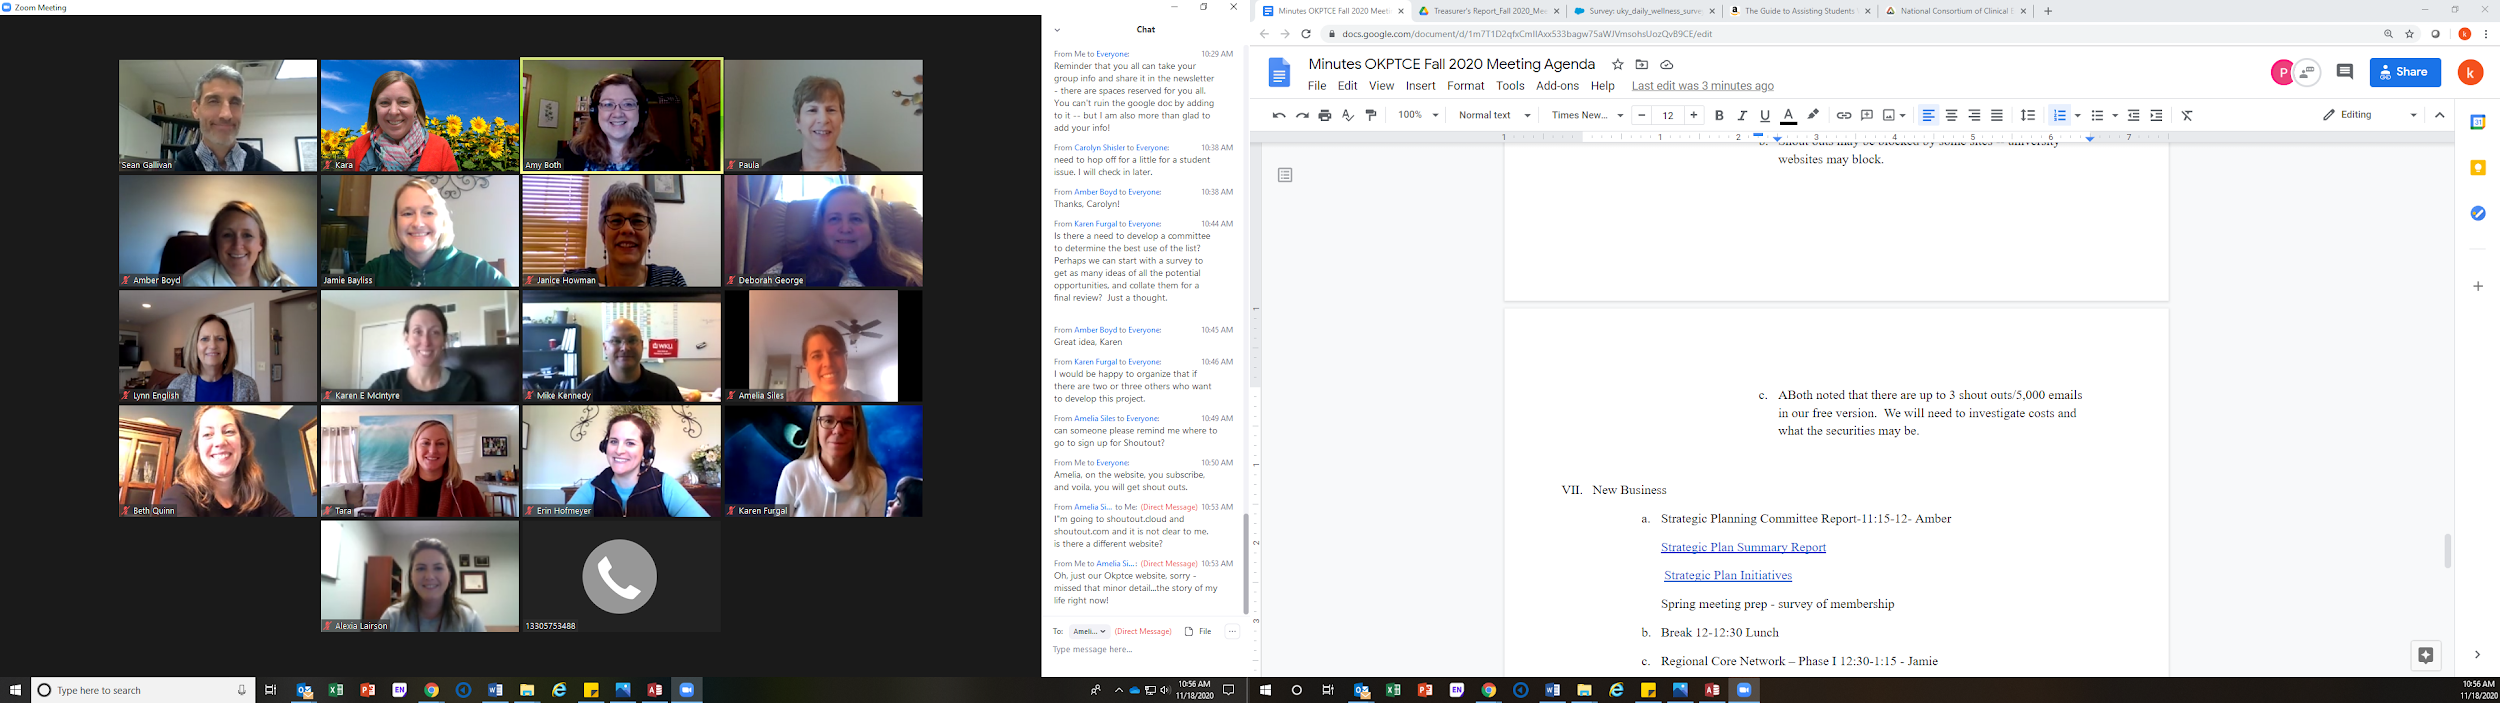 Zoom Meeting
Sean Gallivan
Kara
Amy Both
Paula
Amber Boyd
Jamie Bayliss
Janice Howman
Deborah George
Lynn English
Karen E McIntyre
WKU
Mike Kennedy
Amelia Siles
Beth Quinn
Tara
Erin Hofmeyer
Karen Furgal
Alexia Lairson
13305753488
Chat
From Me to Everyone: 10:29 AM
Reminder that you all can take your
group info and share it in the newsletter
- there are spaces reserved for you all.
You can't run the google doc by adding
to it -- but I am also more than glad to
add your info!
From Carolyn Shisler to Everyone: 10:38 AM
need to hop off for a little for a student
issue. I will check in later.
From Amber Boyd to Everyone: 10:38 AM
Thanks, Carolyn!
From Karen Furgal to Everyone: 10:44 AM
Is there a need to develop a committee
to determine the best use of the list?
Perhaps we can start with a survey to
get as many ideas of all the potential
opportunities, and collate them for a
final review? Just a thought.
From Amber Boyd to Everyone: 10:45 AM
Great idea, Karen
From Karen Furgal to Everyone: 10:46 AM
I would be happy to organize that if
there are two or three others who want
to develop this project.
From Amelia Siles to Everyone: 10:49 AM
can someone please remind me where to
go to sign up for Shoutout?
From Me to Everyone: 10:50 AM
Amelia, on the website, you subscribe,
and voila, you will get shout outs.
From Amelia Si... to Me: (Direct Message) 10:53 AM
I"m going to shoutout.cloud and
shoutout.com and it is not clear to me.
is there a different website?
From Me to Amelia Si...: (Direct Message) 10:53 AM
Oh, just our Okptce website, sorry -
missed that minor detail...the story of my
life right now!
To: Ameli... (Direct Message) File
Type message here...
Type here to search
10:56 AM
11/18/2020
Minutes OKPTCE Fall 2020 Meeti
Treasurer's Report_Fall 2020_Me
Survey: uky_daily_wellness_surve
The Guide to Assisting Students
National Consortium of Clinical E
docs.google.com/document/d/1m7T1D2qfxCmIIAxx533bagw75aWJVmsohsUozQvB9CE/edit
Minutes OKPTCE Fall 2020 Meeting Agenda
File Edit View Insert Format Tools Add-ons Help Last edit was 3 minutes ago
P
Share
k
100% Normal text Times New... 12 B I U A Editing
1 1 2 3 4 5 6 7
b. Shout outs may be blocked by some sites -- university
websites may block.
c. ABoth noted that there are up to 3 shout outs/5,000 emails
in our free version. We will need to investigate costs and
what the securities may be.
VII. New Business
a. Strategic Planning Committee Report-11:15-12- Amber
Strategic Plan Summary Report
Strategic Plan Initiatives
Spring meeting prep - survey of membership
b. Break 12-12:30 Lunch
c. Regional Core Network – Phase I 12:30-1:15 - Jamie
10:56 AM
11/18/2020